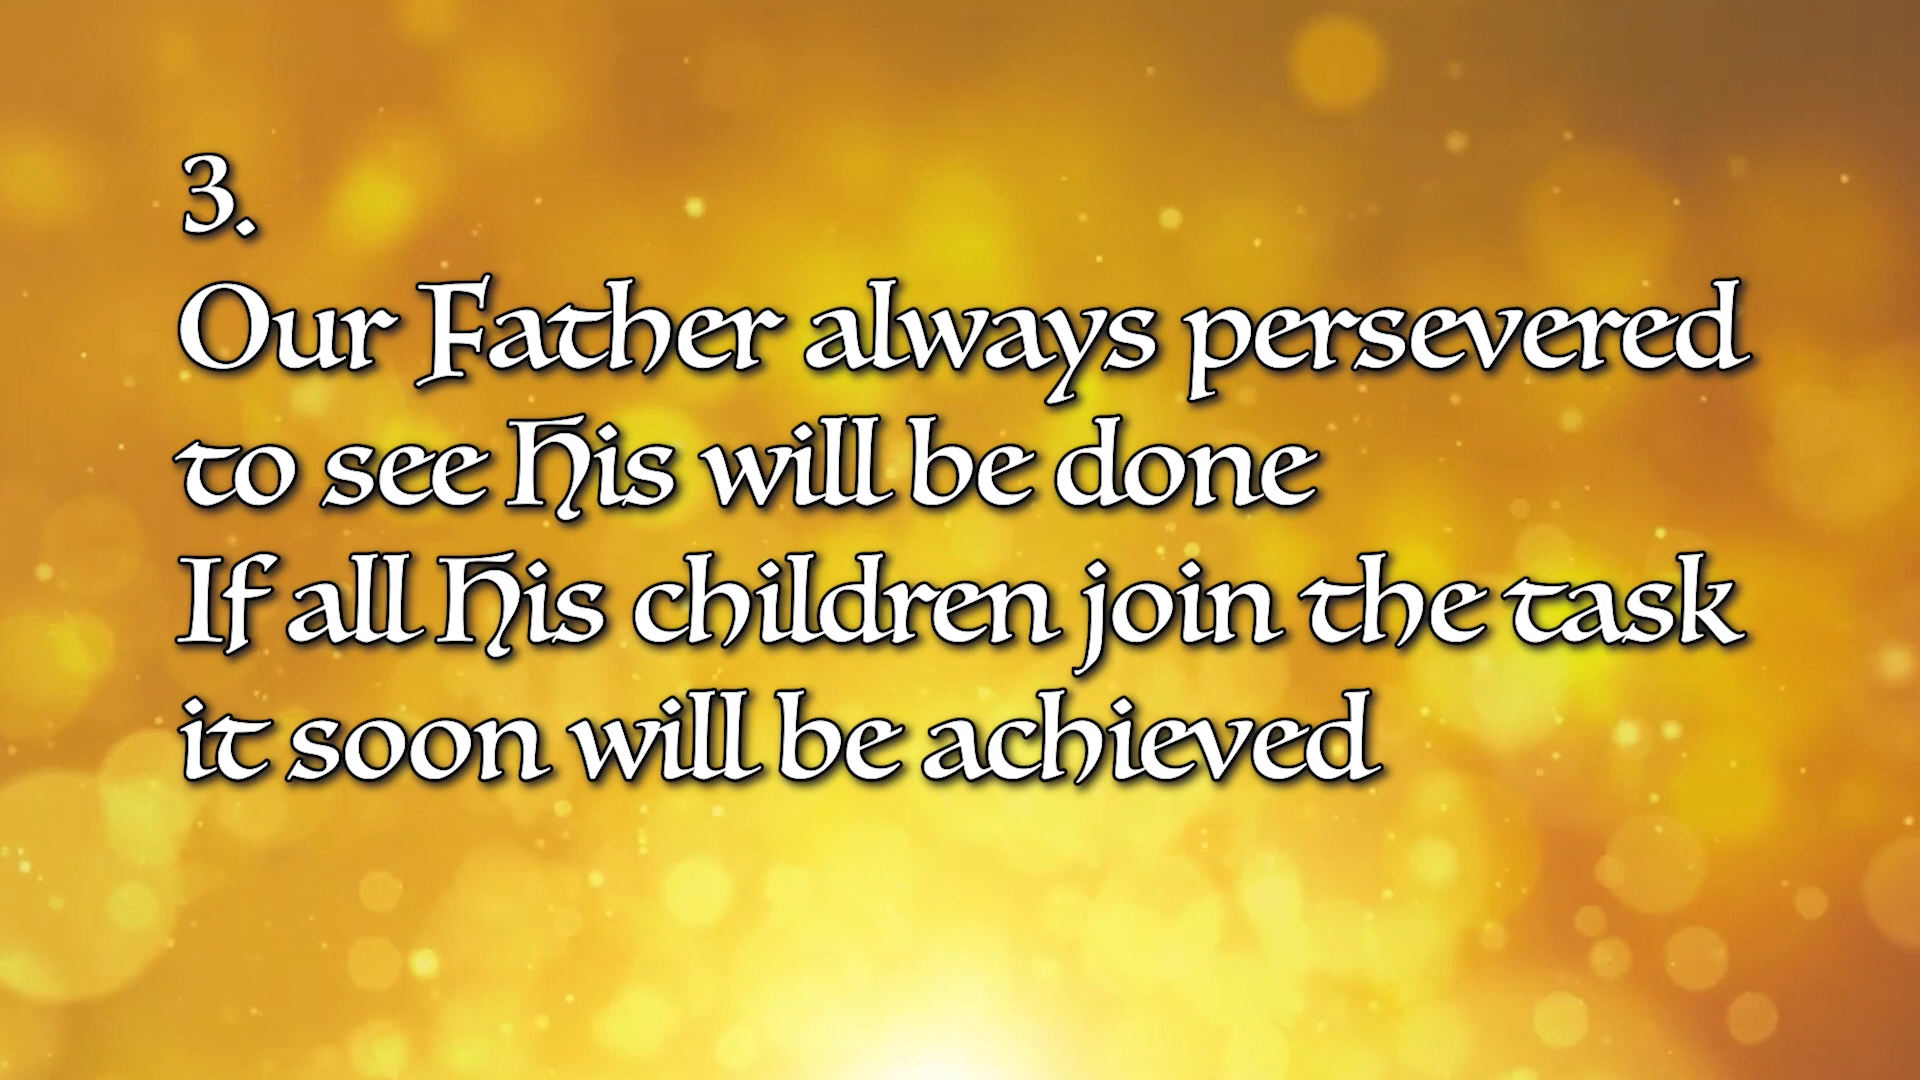 3.
Our Father always persevered
to see His will be done
If all His children join the task
it soon will be achieved